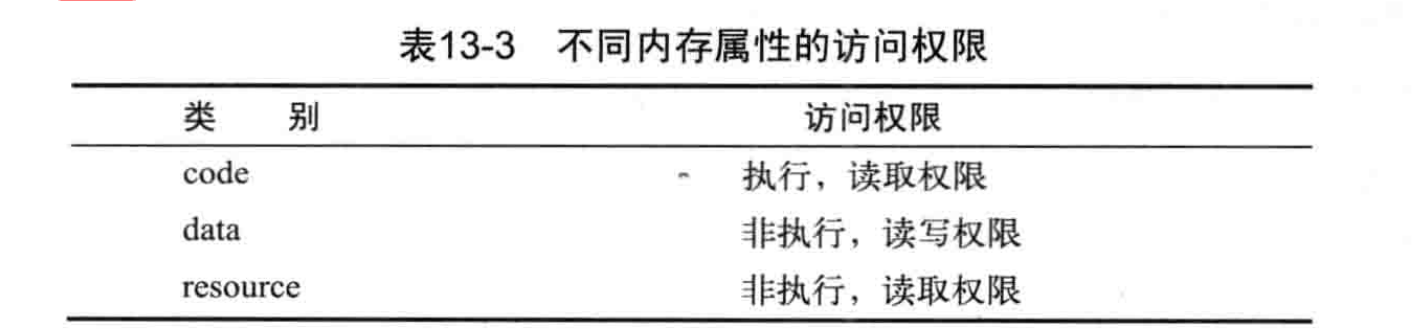 表13-3 不同内存属性的访问权限
类 别 访问权限
code 执行，读取权限
data 非执行，读写权限
resource 非执行，读取权限